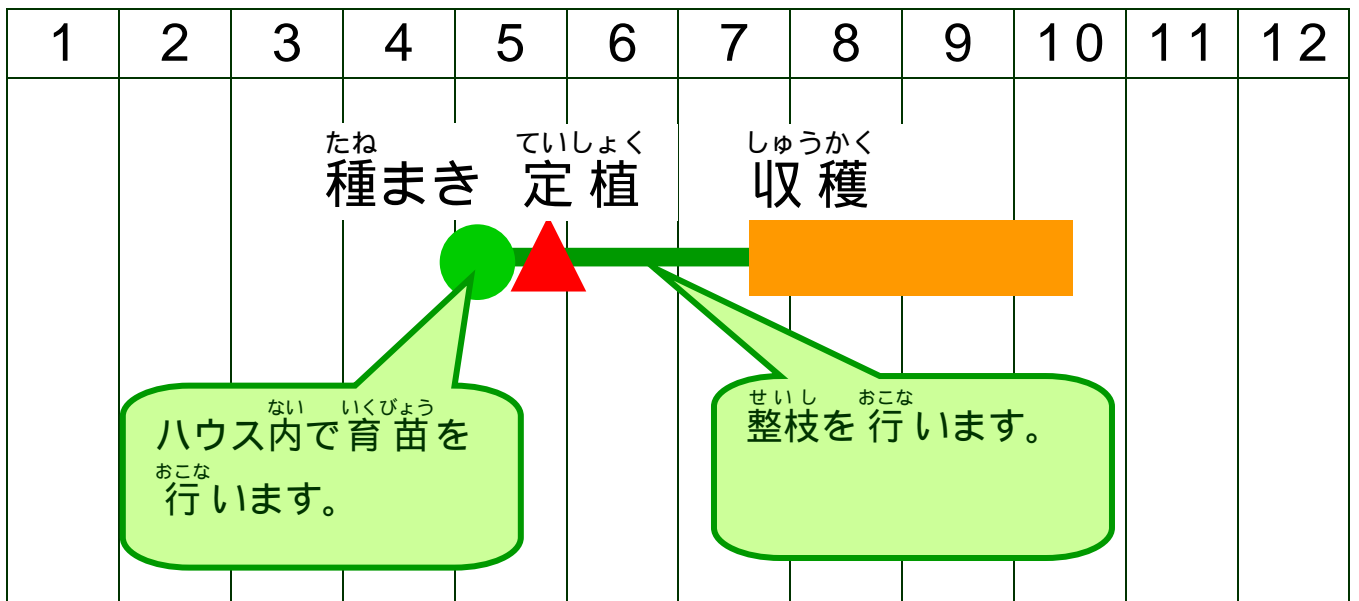 1 2 3 4 5 6 7 8 9 10 11 12
たね ていしょく しゅうかく
種まき 定植 収穫
ない いくびょう
ハウス内で育苗を
おこな
行います。
せいし おこな
整枝を行います。